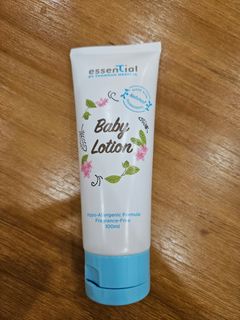 essential
Baby
Lotion
Hypo-Allergenic Formula
Fragrance-Free
100ml